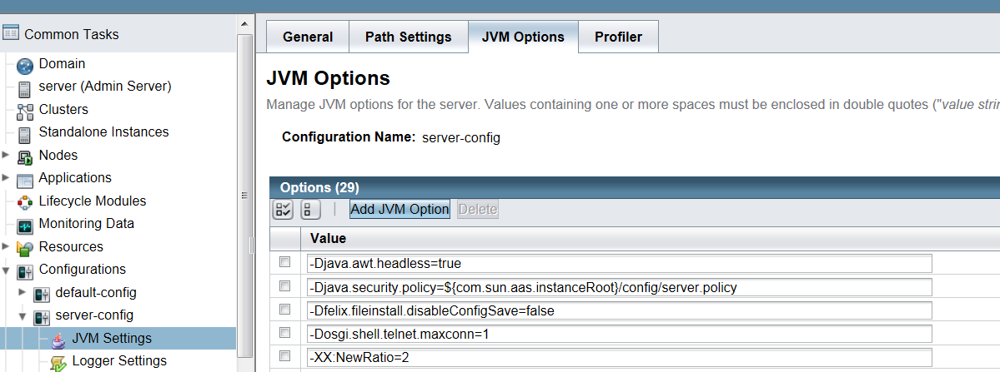 Common Tasks
Domain
server (Admin Server)
Clusters
Standalone Instances
Nodes
Applications
Lifecycle Modules
Monitoring Data
Resources
Configurations
default-config
server-config
JVM Settings
Logger Settings
General Path Settings JVM Options Profiler
JVM Options
Manage JVM options for the server. Values containing one or more spaces must be enclosed in double quotes ("value
Configuration Name: server-config
Options (29)
Add JVM Option Delete
Value
-Djava.awt.headless=true
-Djava.security.policy=${com.sun.aas.instanceRoot}/config/server.policy
-Dfelix.fileinstall.disableConfigSave=false
-Dosgi.shell.telnet.maxconn=1
-XX:NewRatio=2